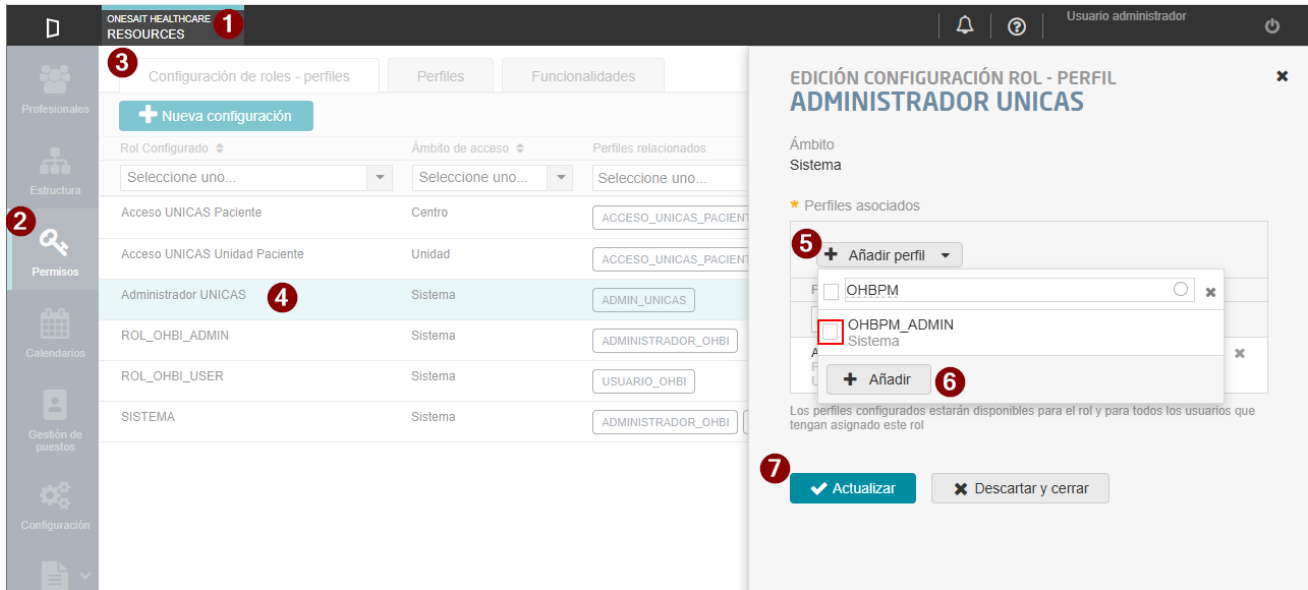 ONESAIT HEALTHCARE
RESOURCES
1
Usuario administrador
Profesionales
Estructura
2
Permisos
Calendarios
Gestión de
puestos
Configuración
3
Configuración de roles - perfiles
Perfiles
Funcionalidades
Nueva configuración
Rol Configurado
Ámbito de acceso
Perfiles relacionados
Seleccione uno...
Seleccione uno...
Seleccione uno...
Acceso UNICAS Paciente
Centro
ACCESO_UNICAS_PACIENT
Acceso UNICAS Unidad Paciente
Unidad
ACCESO_UNICAS_PACIENT
Administrador UNICAS
4
Sistema
ADMIN_UNICAS
ROL_OHBI_ADMIN
Sistema
ADMINISTRADOR_OHBI
ROL_OHBI_USER
Sistema
USUARIO_OHBI
SISTEMA
Sistema
ADMINISTRADOR_OHBI
EDICIÓN CONFIGURACIÓN ROL - PERFIL
ADMINISTRADOR UNICAS
Ámbito
Sistema
* Perfiles asociados
5
Añadir perfil
OHBPM
OHBPM_ADMIN
Sistema
Añadir
6
Los perfiles configurados estarán disponibles para el rol y para todos los usuarios que
tengan asignado este rol
7
Actualizar
Descartar y cerrar